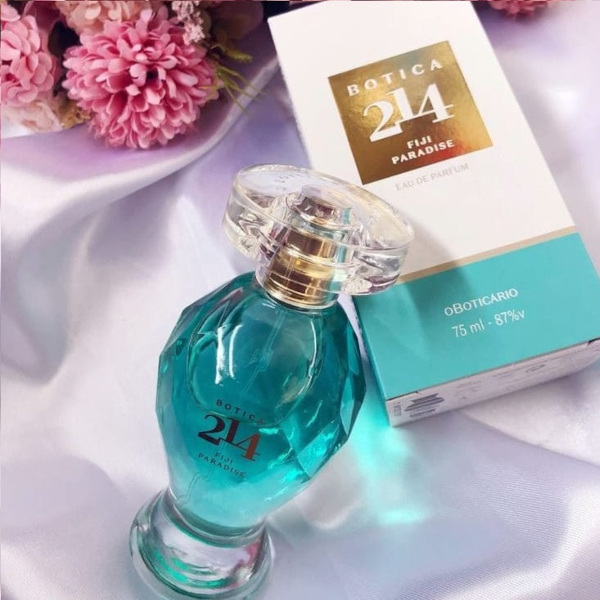 BOTICA
214
FIJI
PARADISE
EAU DE PARFUM
oBOTICARIO
75 ml - 87%v
BOTICA
214
FIJI
PARADISE